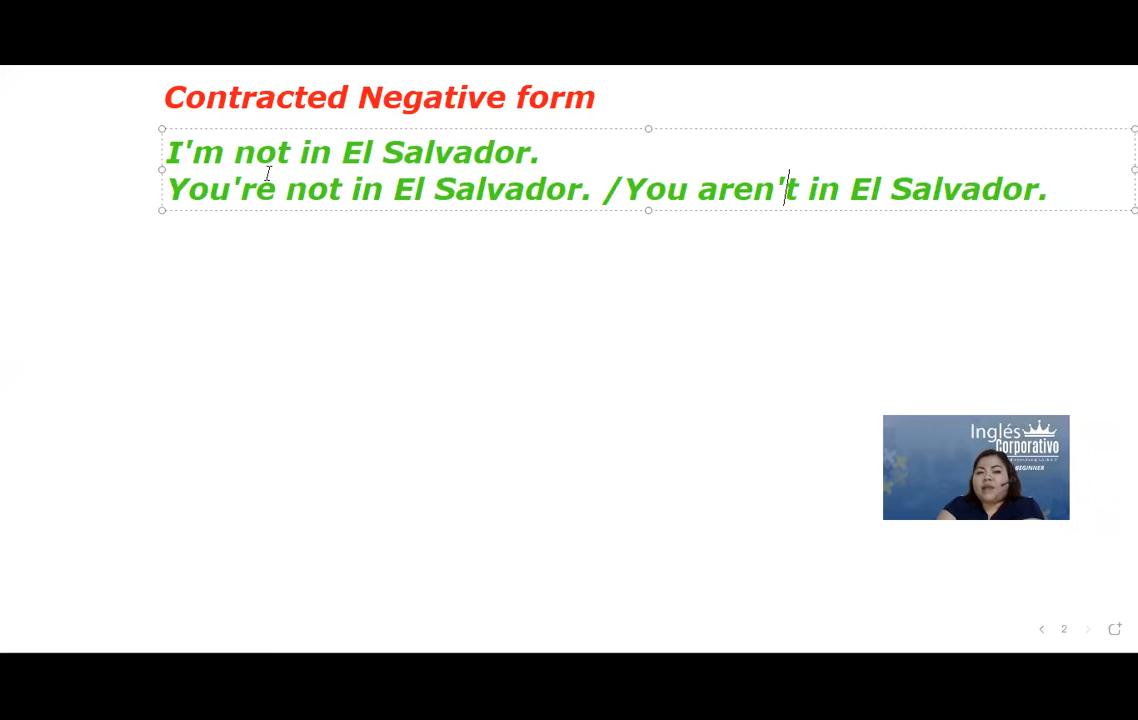 Contracted Negative form
I'm not in El Salvador.
You're not in El Salvador. /You aren't in El Salvador.
Inglés
Corporativo
BEGINNER
2